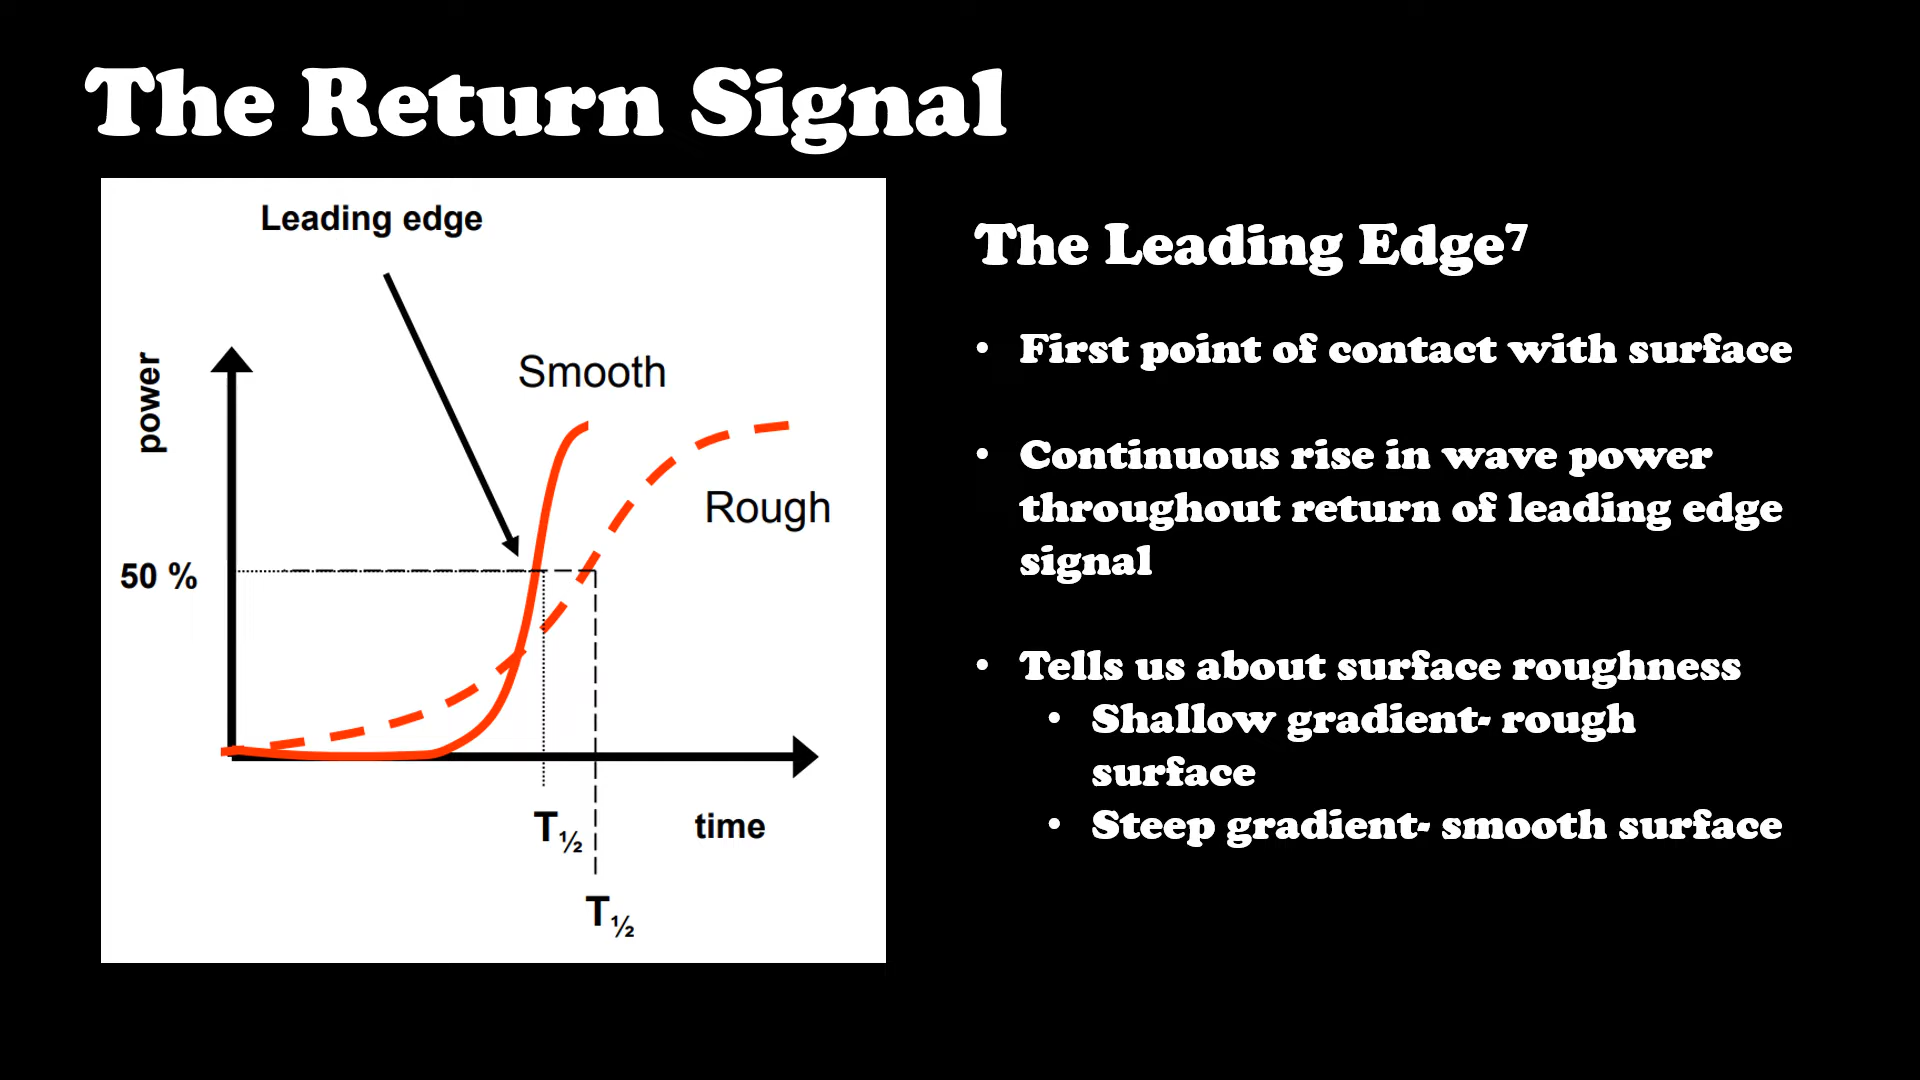 The Return Signal
Leading edge
power
Smooth
Rough
50 %
T½
time
T½
The Leading Edge⁷
• First point of contact with surface
• Continuous rise in wave power
throughout return of leading edge
signal
• Tells us about surface roughness
• Shallow gradient- rough
surface
• Steep gradient- smooth surface